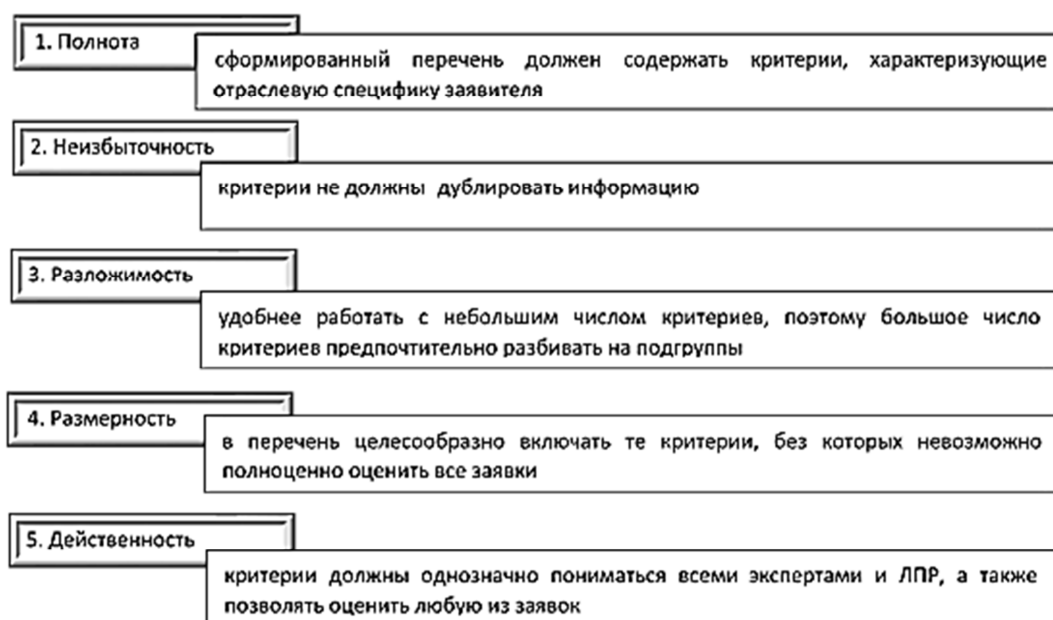 1. Полнота
сформированный перечень должен содержать критерии, характеризующие
отраслевую специфику заявителя
2. Неизбыточность
критерии не должны дублировать информацию
3. Разложимость
удобнее работать с небольшим числом критериев, поэтому большое число
критериев предпочтительно разбивать на подгруппы
4. Размерность
в перечень целесообразно включать те критерии, без которых невозможно
полноценно оценить все заявки
5. Действенность
критерии должны однозначно пониматься всеми экспертами и ЛПР, а также
позволять оценить любую из заявок